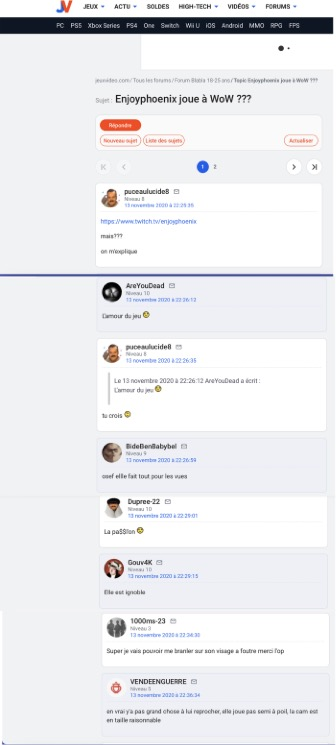 JV JEUX ACTU SOLDES HIGH-TECH VIDÉOS FORUMS
PC PS5 Xbox Series PS4 One Switch Wii U iOS Android MMO RPG FPS
jeuxvideo.com / Tous les forums / Forum Blabla 18-25 ans / Topic Enjoyphoenix joue à WoW ???
Sujet : Enjoyphoenix joue à WoW ???
Répondre
Nouveau sujet Liste des sujets Actualiser
1 2
puceaulucide8
Niveau 8
13 novembre 2020 à 22:25:35
https://www.twitch.tv/enjoyphoenix
mais???
on m'explique
AreYouDead
Niveau 10
13 novembre 2020 à 22:26:12
L'amour du jeu
puceaulucide8
Niveau 8
13 novembre 2020 à 22:26:35
Le 13 novembre 2020 à 22:26:12 AreYouDead a écrit :
L'amour du jeu
tu crois
BideBenBabybel
Niveau 9
13 novembre 2020 à 22:26:59
osef ellle fait tout pour les vues
Dupree-22
Niveau 10
13 novembre 2020 à 22:29:01
La pa$$!on
Gouv4K
Niveau 10
13 novembre 2020 à 22:29:15
Elle est ignoble
1000ms-23
Niveau 3
13 novembre 2020 à 22:34:30
Super je vais pouvoir me branler sur son visage a foutre merci l'op
VENDEENGUERRE
Niveau 5
13 novembre 2020 à 22:36:34
en vrai y'a pas grand chose à lui reprocher, elle joue pas semi à poil, la cam est
en taille raisonnable